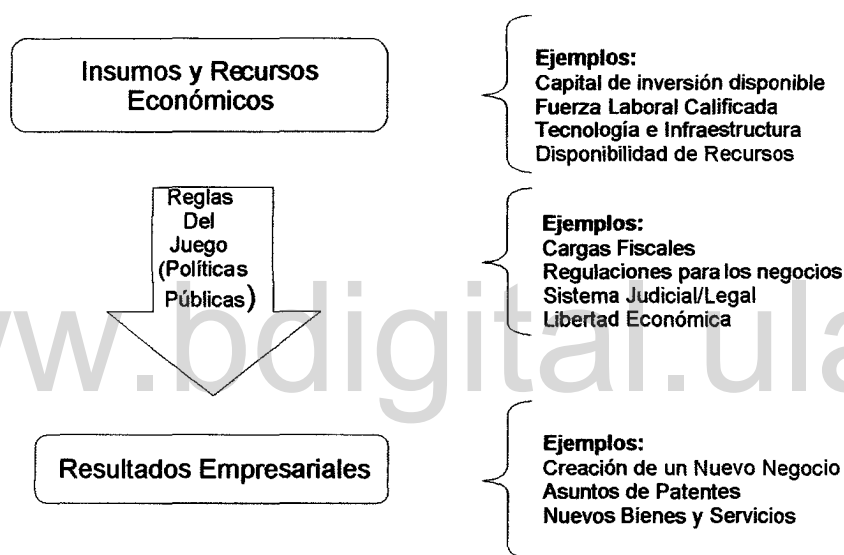 Insumos y Recursos
Económicos
Ejemplos:
Capital de inversión disponible
Fuerza Laboral Calificada
Tecnología e Infraestructura
Disponibilidad de Recursos
Reglas
Del
Juego
(Políticas
Públicas)
Ejemplos:
Cargas Fiscales
Regulaciones para los negocios
Sistema Judicial/Legal
Libertad Económica
w.bdigital.ula
Resultados Empresariales
Ejemplos:
Creación de un Nuevo Negocio
Asuntos de Patentes
Nuevos Bienes y Servicios